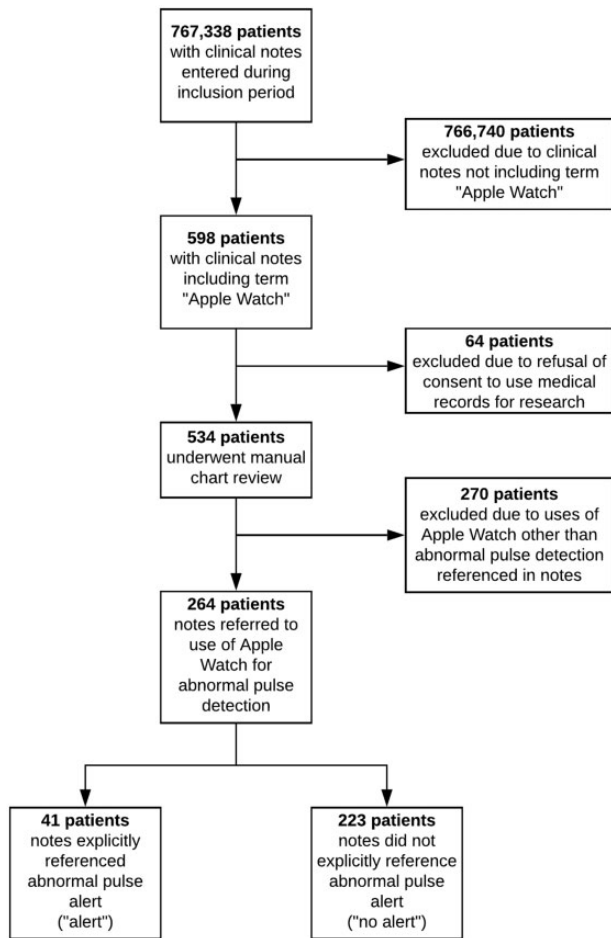 767,338 patients
with clinical notes
entered during
inclusion period
766,740 patients
excluded due to clinical
notes not including term
"Apple Watch"
598 patients
with clinical notes
including term
"Apple Watch"
64 patients
excluded due to refusal of
consent to use medical
records for research
534 patients
underwent manual
chart review
270 patients
excluded due to uses of
Apple Watch other than
abnormal pulse detection
referenced in notes
264 patients
notes referred to
use of Apple
Watch for
abnormal pulse
detection
41 patients
notes explicitly
referenced
abnormal pulse
alert
("alert")
223 patients
notes did not
explicitly reference
abnormal pulse
alert
("no alert")